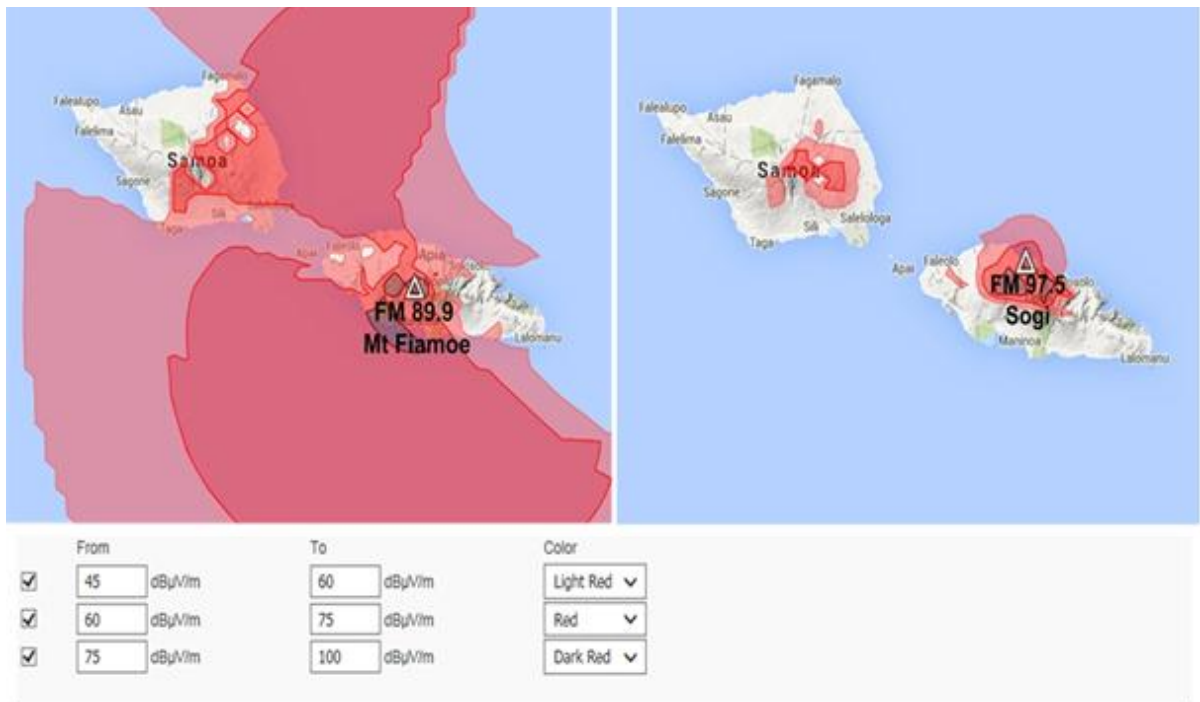 Fagamalo
Falealupo
Asau
Falelima
Samoa
Sagone
Sili
Taga
Apai
Faleolo
Apia
FM 89.9
Mt Fiamoe
Lalomanu
Fagamalo
Falealupo
Asau
Falelima
Samoa
Sagone
Sili
Salelologa
Taga
Apai
Faleolo
FM 97.5
Sogi
Maninoa
Lalomanu
From To Color
45 dBµV/m 60 dBµV/m Light Red
60 dBµV/m 75 dBµV/m Red
75 dBµV/m 100 dBµV/m Dark Red